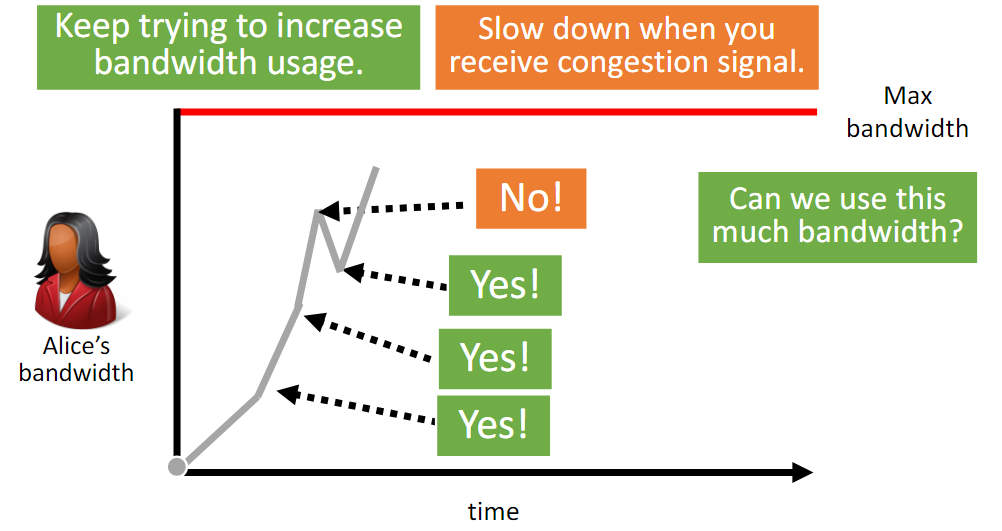 Keep trying to increase
bandwidth usage.
Slow down when you
receive congestion signal.
Max
bandwidth
No!
Can we use this
much bandwidth?
Yes!
Alice’s
bandwidth
Yes!
Yes!
time